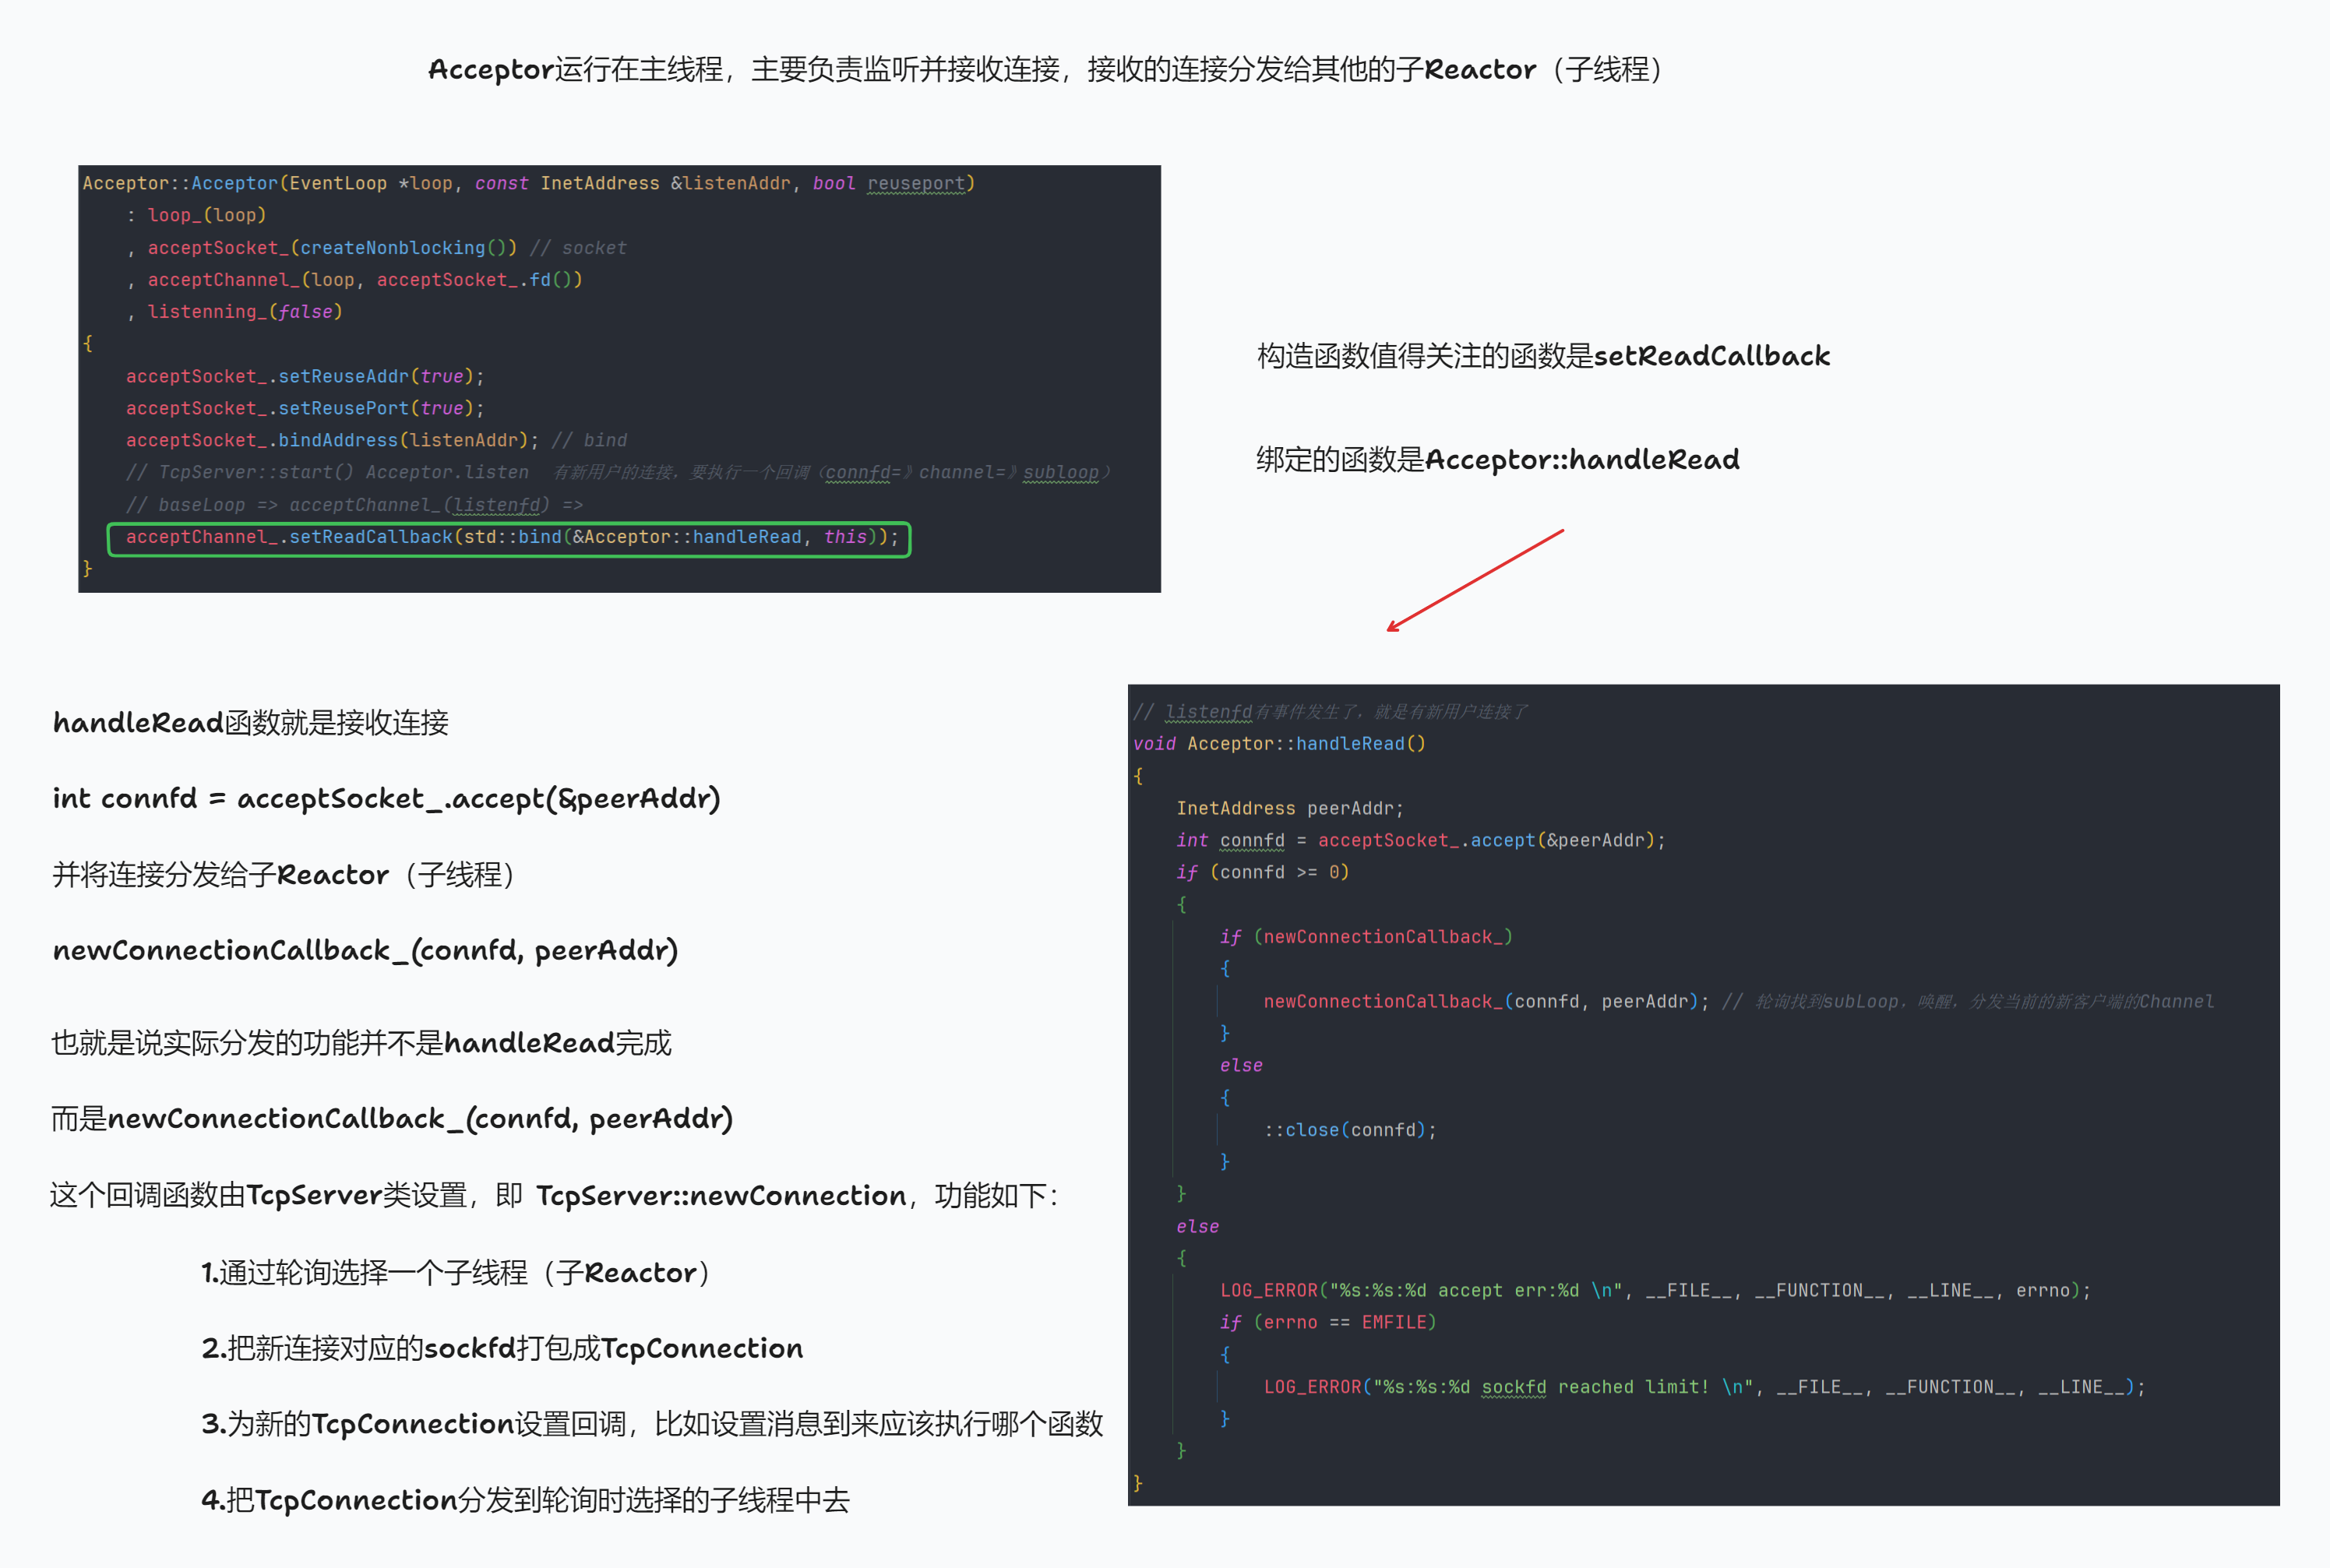 Acceptor运行在主线程，主要负责监听并接收连接，接收的连接分发给其他的子Reactor（子线程）
Acceptor::Acceptor(EventLoop *loop, const InetAddress &listenAddr, bool reuseport)
    : loop_(loop)
    , acceptSocket_(createNonblocking()) // socket
    , acceptChannel_(loop, acceptSocket_.fd())
    , listenning_(false)
{
    acceptSocket_.setReuseAddr(true);
    acceptSocket_.setReusePort(true);
    acceptSocket_.bindAddress(listenAddr); // bind
    // TcpServer::start() Acceptor.listen  有新用户的连接，要执行一个回调（connfd=》channel=》subloop）
    // baseLoop => acceptChannel_(listenfd) =>
    acceptChannel_.setReadCallback(std::bind(&Acceptor::handleRead, this));
}
构造函数值得关注的函数是setReadCallback
绑定的函数是Acceptor::handleRead
handleRead函数就是接收连接
int connfd = acceptSocket_.accept(&peerAddr)
并将连接分发给子Reactor（子线程）
newConnectionCallback_(connfd, peerAddr)
也就是说实际分发的功能并不是handleRead完成
而是newConnectionCallback_(connfd, peerAddr)
这个回调函数由TcpServer类设置，即 TcpServer::newConnection，功能如下：
1.通过轮询选择一个子线程（子Reactor）
2.把新连接对应的sockfd打包成TcpConnection
3.为新的TcpConnection设置回调，比如设置消息到来应该执行哪个函数
4.把TcpConnection分发到轮询时选择的子线程中去
// listenfd有事件发生了，就是有新用户连接了
void Acceptor::handleRead()
{
    InetAddress peerAddr;
    int connfd = acceptSocket_.accept(&peerAddr);
    if (connfd >= 0)
    {
        if (newConnectionCallback_)
        {
            newConnectionCallback_(connfd, peerAddr); // 轮询找到subLoop，唤醒，分发当前的新客户端的Channel
        }
        else
        {
            ::close(connfd);
        }
    }
    else
    {
        LOG_ERROR("%s:%s:%d accept err:%d \n", __FILE__, __FUNCTION__, __LINE__, errno);
        if (errno == EMFILE)
        {
            LOG_ERROR("%s:%s:%d sockfd reached limit! \n", __FILE__, __FUNCTION__, __LINE__);
        }
    }
}